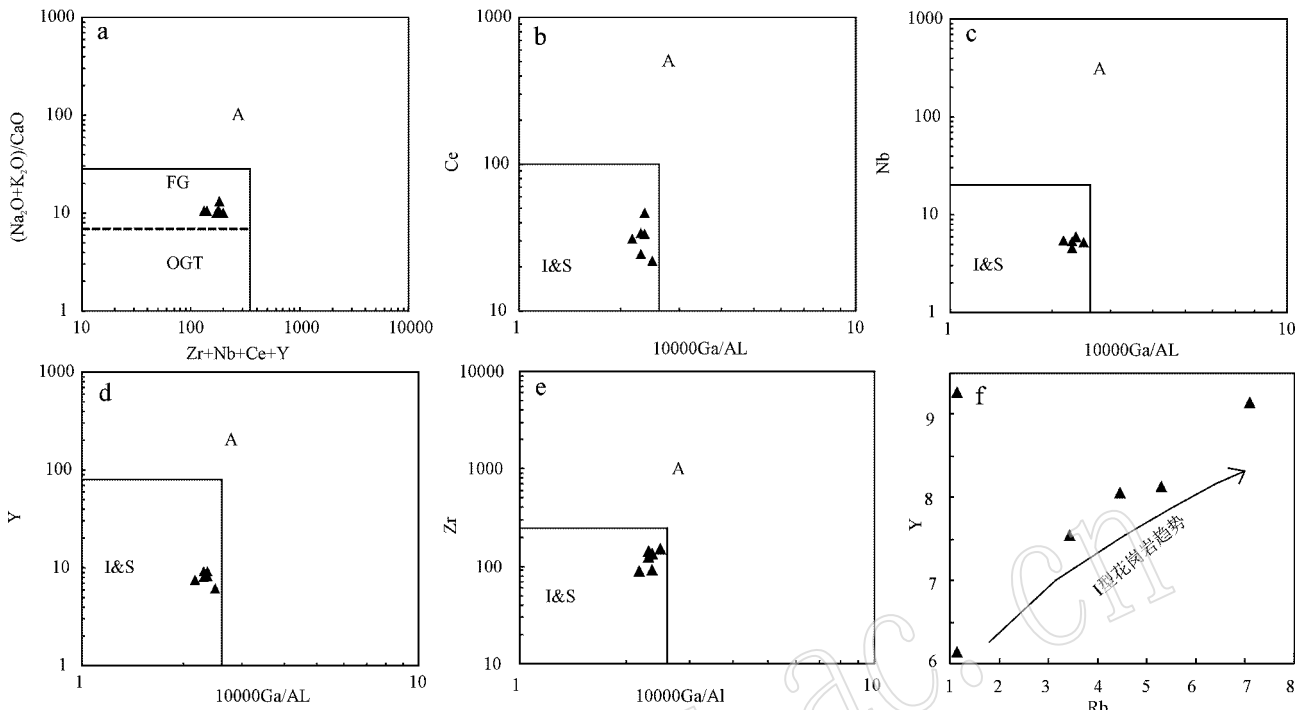 a
1000
100
10
1
(Na₂O+K₂O)/CaO
A
FG
OGT
10
100
1000
10000
Zr+Nb+Ce+Y
b
1000
100
10
Ce
A
I&S
1
10
10000Ga/AL
c
1000
100
10
1
Nb
A
I&S
1
10
10000Ga/AL
d
1000
100
10
1
Y
A
I&S
1
10
10000Ga/AL
e
10000
1000
100
10
Zr
A
I&S
1
10
10000Ga/Al
f
9
8
7
6
Y
I型花岗岩趋势
1
2
3
4
5
6
7
8
Rb
ac.cn